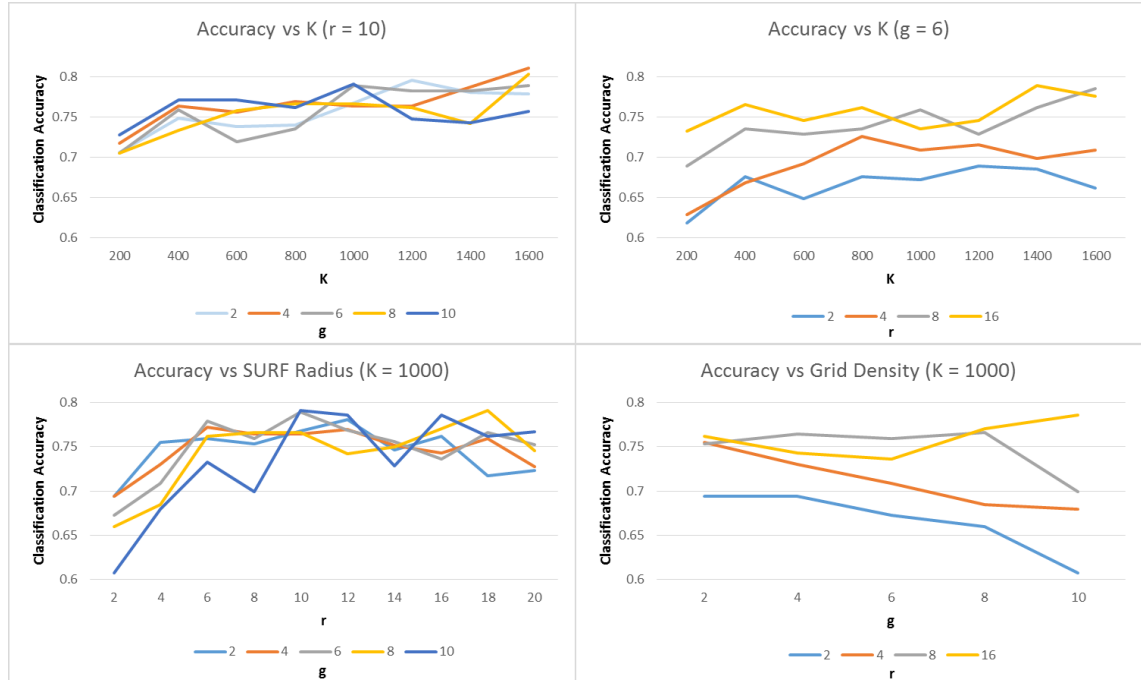 Accuracy vs K (r = 10)
Classification Accuracy
0.8
0.75
0.7
0.65
0.6
200 400 600 800 1000 1200 1400 1600
K
2 4 6 8 10
g
Accuracy vs K (g = 6)
Classification Accuracy
0.8
0.75
0.7
0.65
0.6
200 400 600 800 1000 1200 1400 1600
K
2 4 8 16
r
Accuracy vs SURF Radius (K = 1000)
Classification Accuracy
0.8
0.75
0.7
0.65
0.6
2 4 6 8 10 12 14 16 18 20
r
2 4 6 8 10
g
Accuracy vs Grid Density (K = 1000)
Classification Accuracy
0.8
0.75
0.7
0.65
0.6
2 4 6 8 10
g
2 4 8 16
r